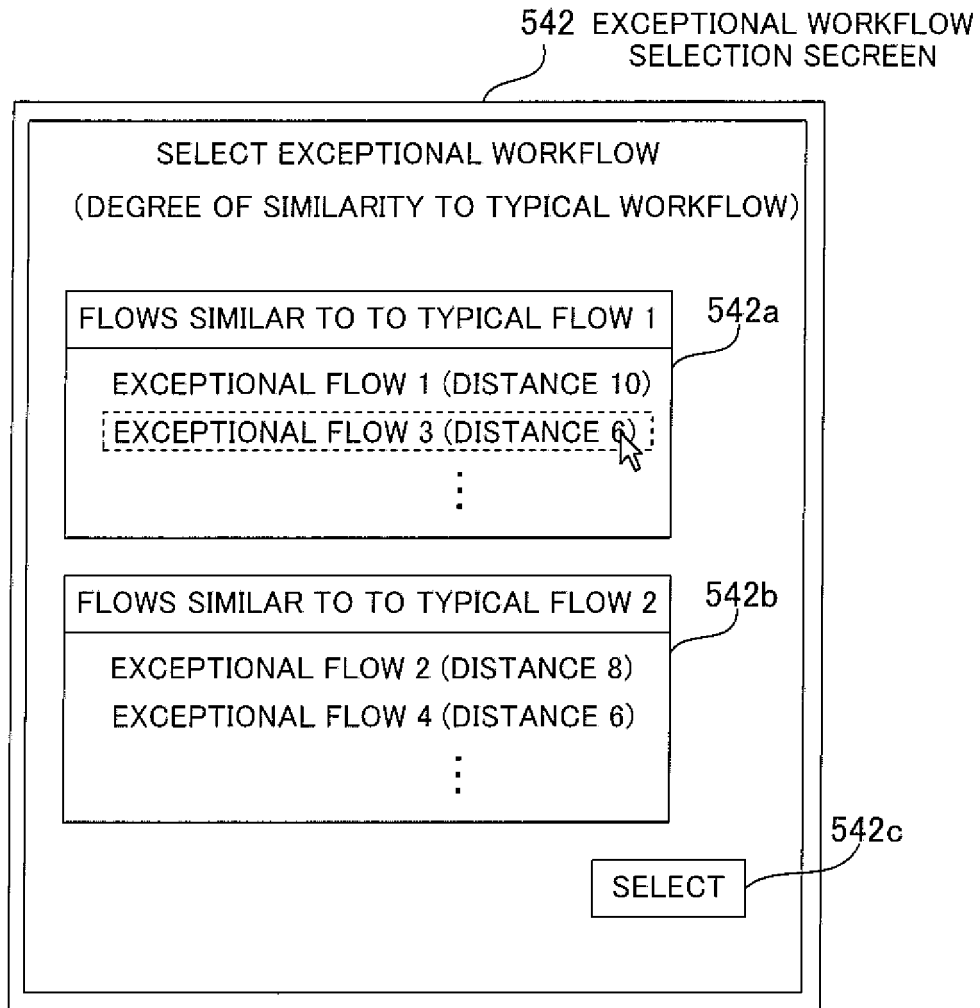 542 EXCEPTIONAL WORKFLOW
SELECTION SECREEN
SELECT EXCEPTIONAL WORKFLOW
(DEGREE OF SIMILARITY TO TYPICAL WORKFLOW)
FLOWS SIMILAR TO TO TYPICAL FLOW 1
542a
EXCEPTIONAL FLOW 1 (DISTANCE 10)
EXCEPTIONAL FLOW 3 (DISTANCE 6)
⋮
FLOWS SIMILAR TO TO TYPICAL FLOW 2
542b
EXCEPTIONAL FLOW 2 (DISTANCE 8)
EXCEPTIONAL FLOW 4 (DISTANCE 6)
⋮
542c
SELECT